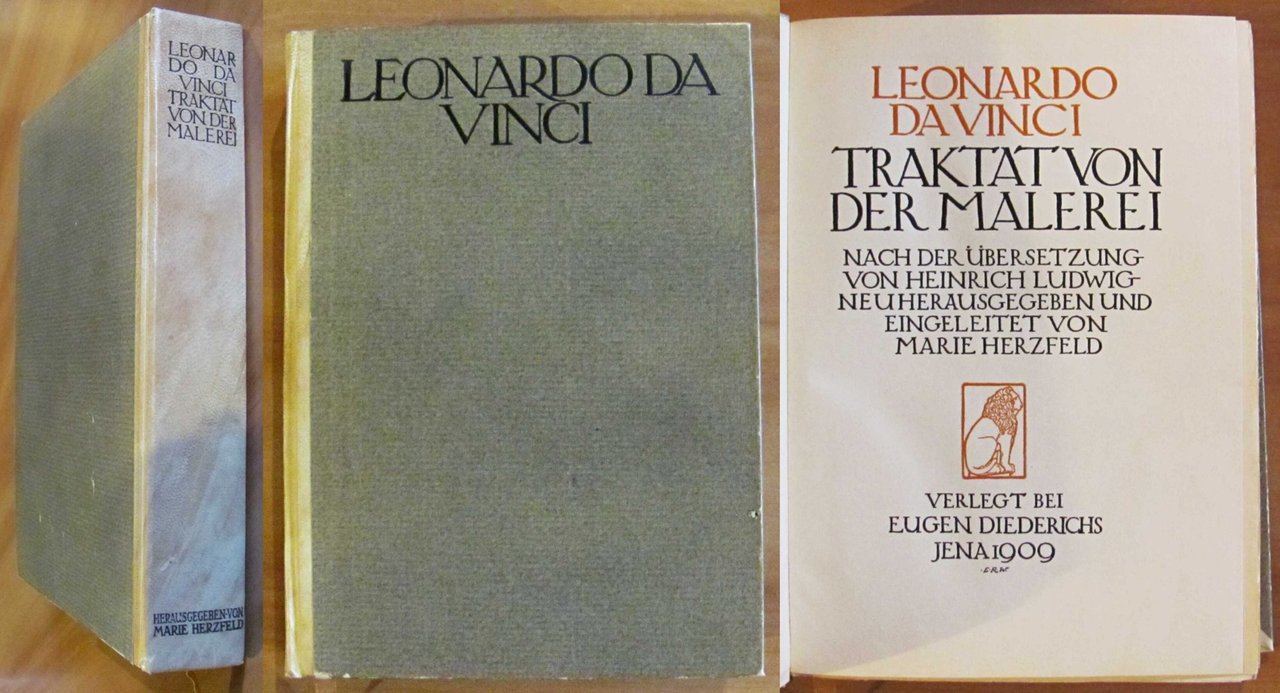 LEONAR
DO DA
VINCI
TRAKTAT
VON DER
MALEREI
HERAUSGEGEBEN·VON
MARIE HERZFELD
LEONARDO DA
VINCI
LEONARDO
DA VINCI
TRAKTAT VON
DER MALEREI
NACH DER ÜBERSETZUNG
VON HEINRICH LUDWIG
NEU HERAUSGEGEBEN UND
EINGELEITET VON
MARIE HERZFELD
VERLEGT BEI
EUGEN DIEDERICHS
JENA 1909
·E·R·W·